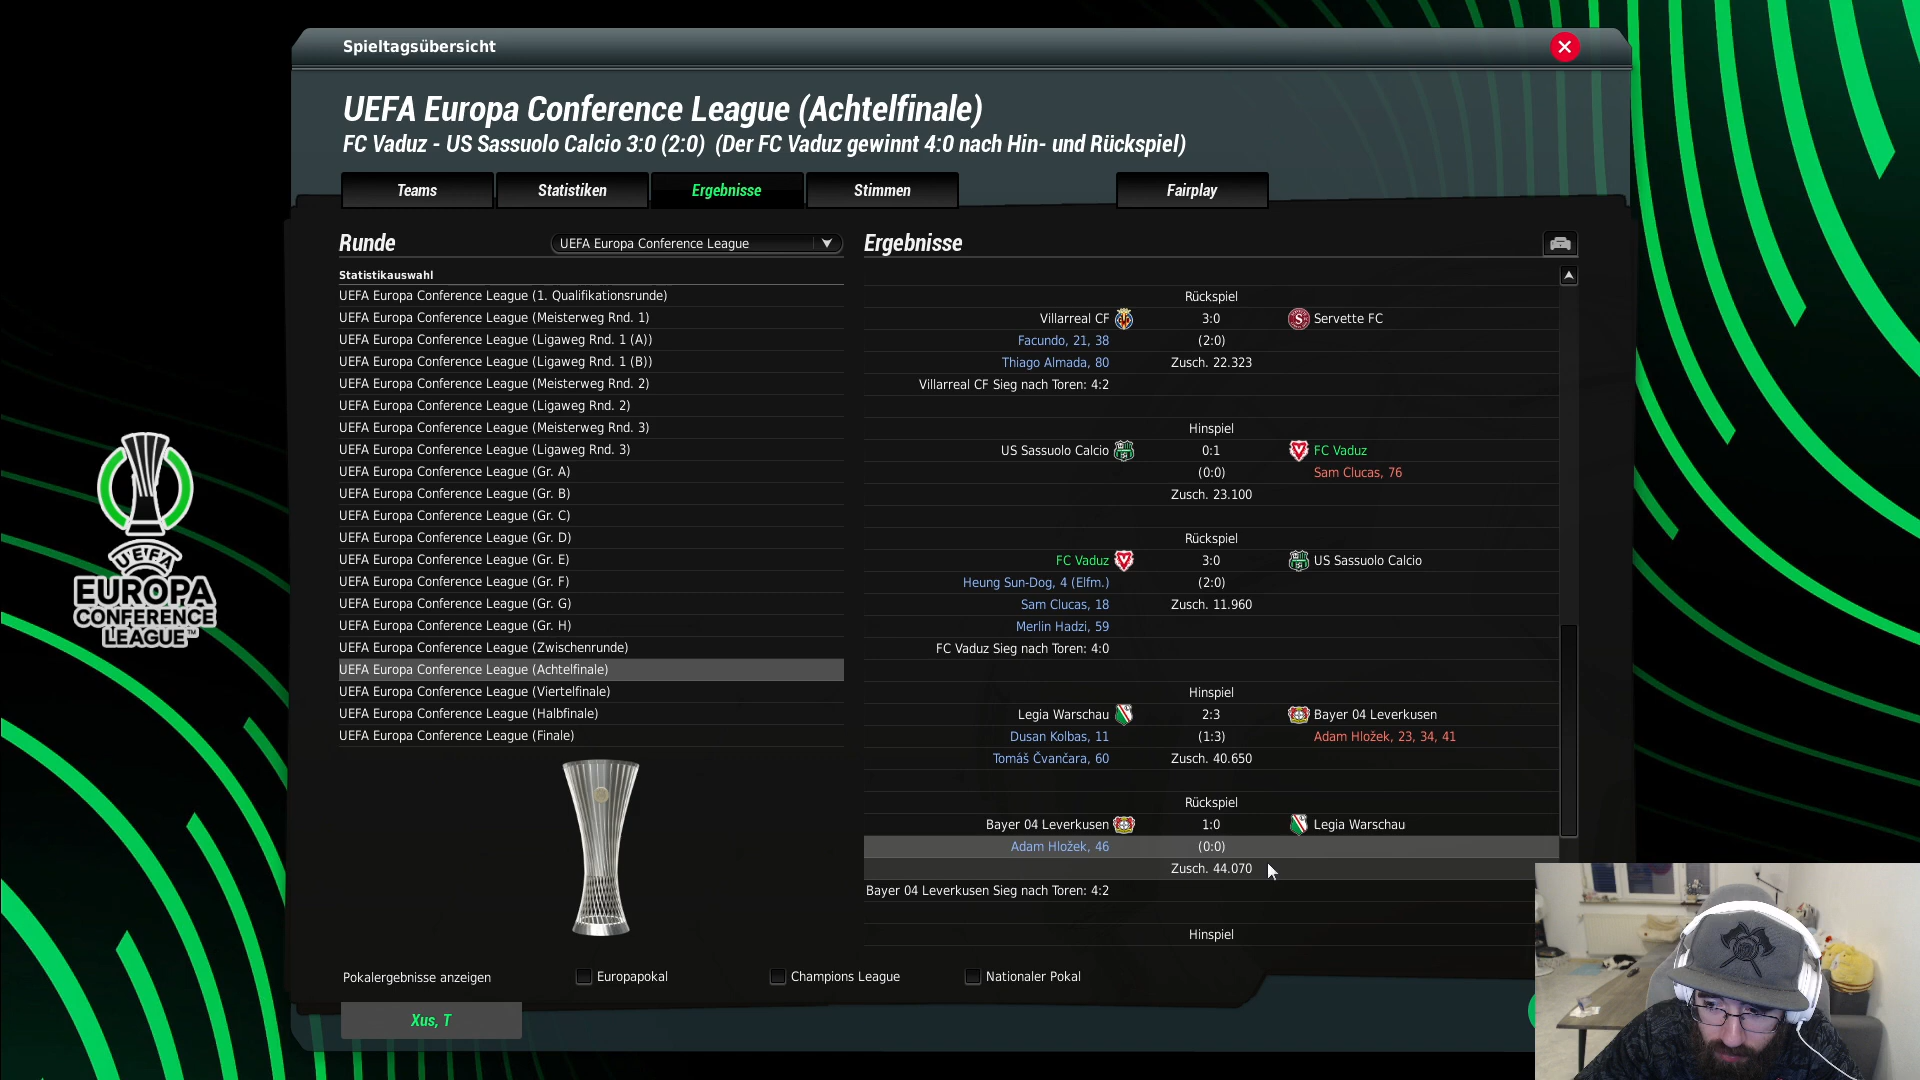 Spieltagsübersicht
UEFA Europa Conference League (Achtelfinale)
FC Vaduz - US Sassuolo Calcio 3:0 (2:0) (Der FC Vaduz gewinnt 4:0 nach Hin- und Rückspiel)
Teams
Statistiken
Ergebnisse
Stimmen
Fairplay
Runde
UEFA Europa Conference League
Statistikauswahl
UEFA Europa Conference League (1. Qualifikationsrunde)
UEFA Europa Conference League (Meisterweg Rnd. 1)
UEFA Europa Conference League (Ligaweg Rnd. 1 (A))
UEFA Europa Conference League (Ligaweg Rnd. 1 (B))
UEFA Europa Conference League (Meisterweg Rnd. 2)
UEFA Europa Conference League (Ligaweg Rnd. 2)
UEFA Europa Conference League (Meisterweg Rnd. 3)
UEFA Europa Conference League (Ligaweg Rnd. 3)
UEFA Europa Conference League (Gr. A)
UEFA Europa Conference League (Gr. B)
UEFA Europa Conference League (Gr. C)
UEFA Europa Conference League (Gr. D)
UEFA Europa Conference League (Gr. E)
UEFA Europa Conference League (Gr. F)
UEFA Europa Conference League (Gr. G)
UEFA Europa Conference League (Gr. H)
UEFA Europa Conference League (Zwischenrunde)
UEFA Europa Conference League (Achtelfinale)
UEFA Europa Conference League (Viertelfinale)
UEFA Europa Conference League (Halbfinale)
UEFA Europa Conference League (Finale)
Ergebnisse
Rückspiel
Villarreal CF 3:0 Servette FC
Facundo, 21, 38 (2:0)
Thiago Almada, 80 Zusch. 22.323
Villarreal CF Sieg nach Toren: 4:2
Hinspiel
US Sassuolo Calcio 0:1 FC Vaduz
(0:0) Sam Clucas, 76
Zusch. 23.100
Rückspiel
FC Vaduz 3:0 US Sassuolo Calcio
Heung Sun-Dog, 4 (Elfm.) (2:0)
Sam Clucas, 18 Zusch. 11.960
Merlin Hadzi, 59
FC Vaduz Sieg nach Toren: 4:0
Hinspiel
Legia Warschau 2:3 Bayer 04 Leverkusen
Dusan Kolbas, 11 (1:3) Adam Hložek, 23, 34, 41
Tomáš Čvančara, 60 Zusch. 40.650
Rückspiel
Bayer 04 Leverkusen 1:0 Legia Warschau
Adam Hložek, 46 (0:0)
Zusch. 44.070
Bayer 04 Leverkusen Sieg nach Toren: 4:2
Hinspiel
Pokalergebnisse anzeigen
Europapokal
Champions League
Nationaler Pokal
Xus, T
UEFA
EUROPA
CONFERENCE
LEAGUE™